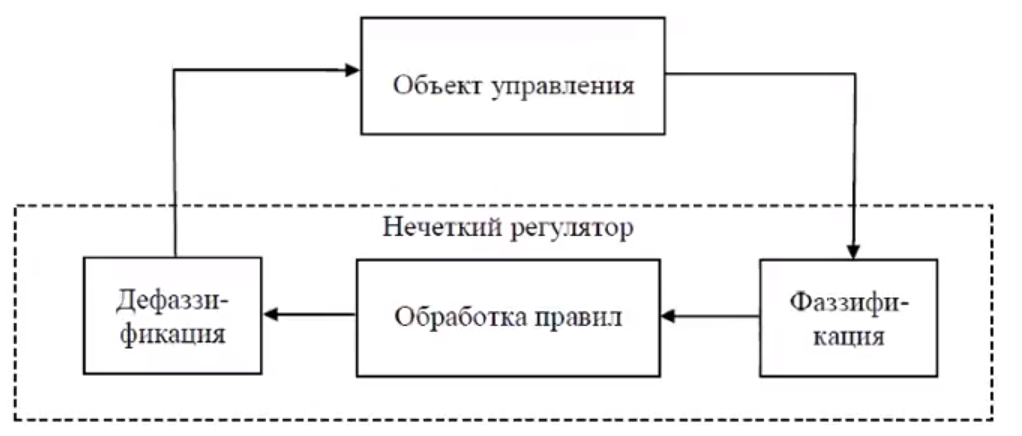 Объект управления
Нечеткий регулятор
Дефаззи-
фикация
Обработка правил
Фаззифи-
кация